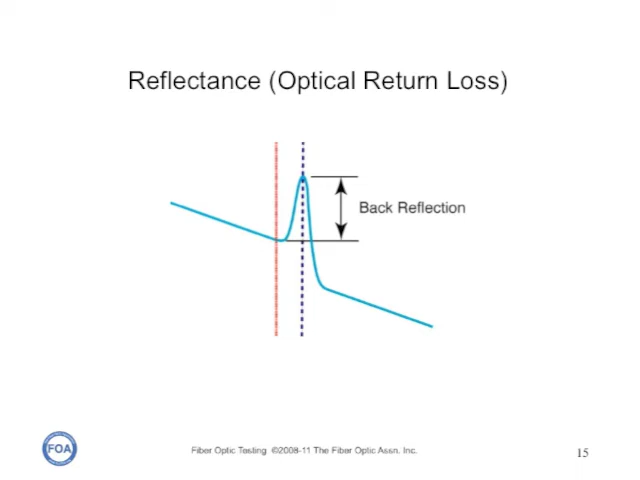 Reflectance (Optical Return Loss)
Back Reflection
FOA
Fiber Optic Testing ©2008-11 The Fiber Optic Assn. Inc.
15